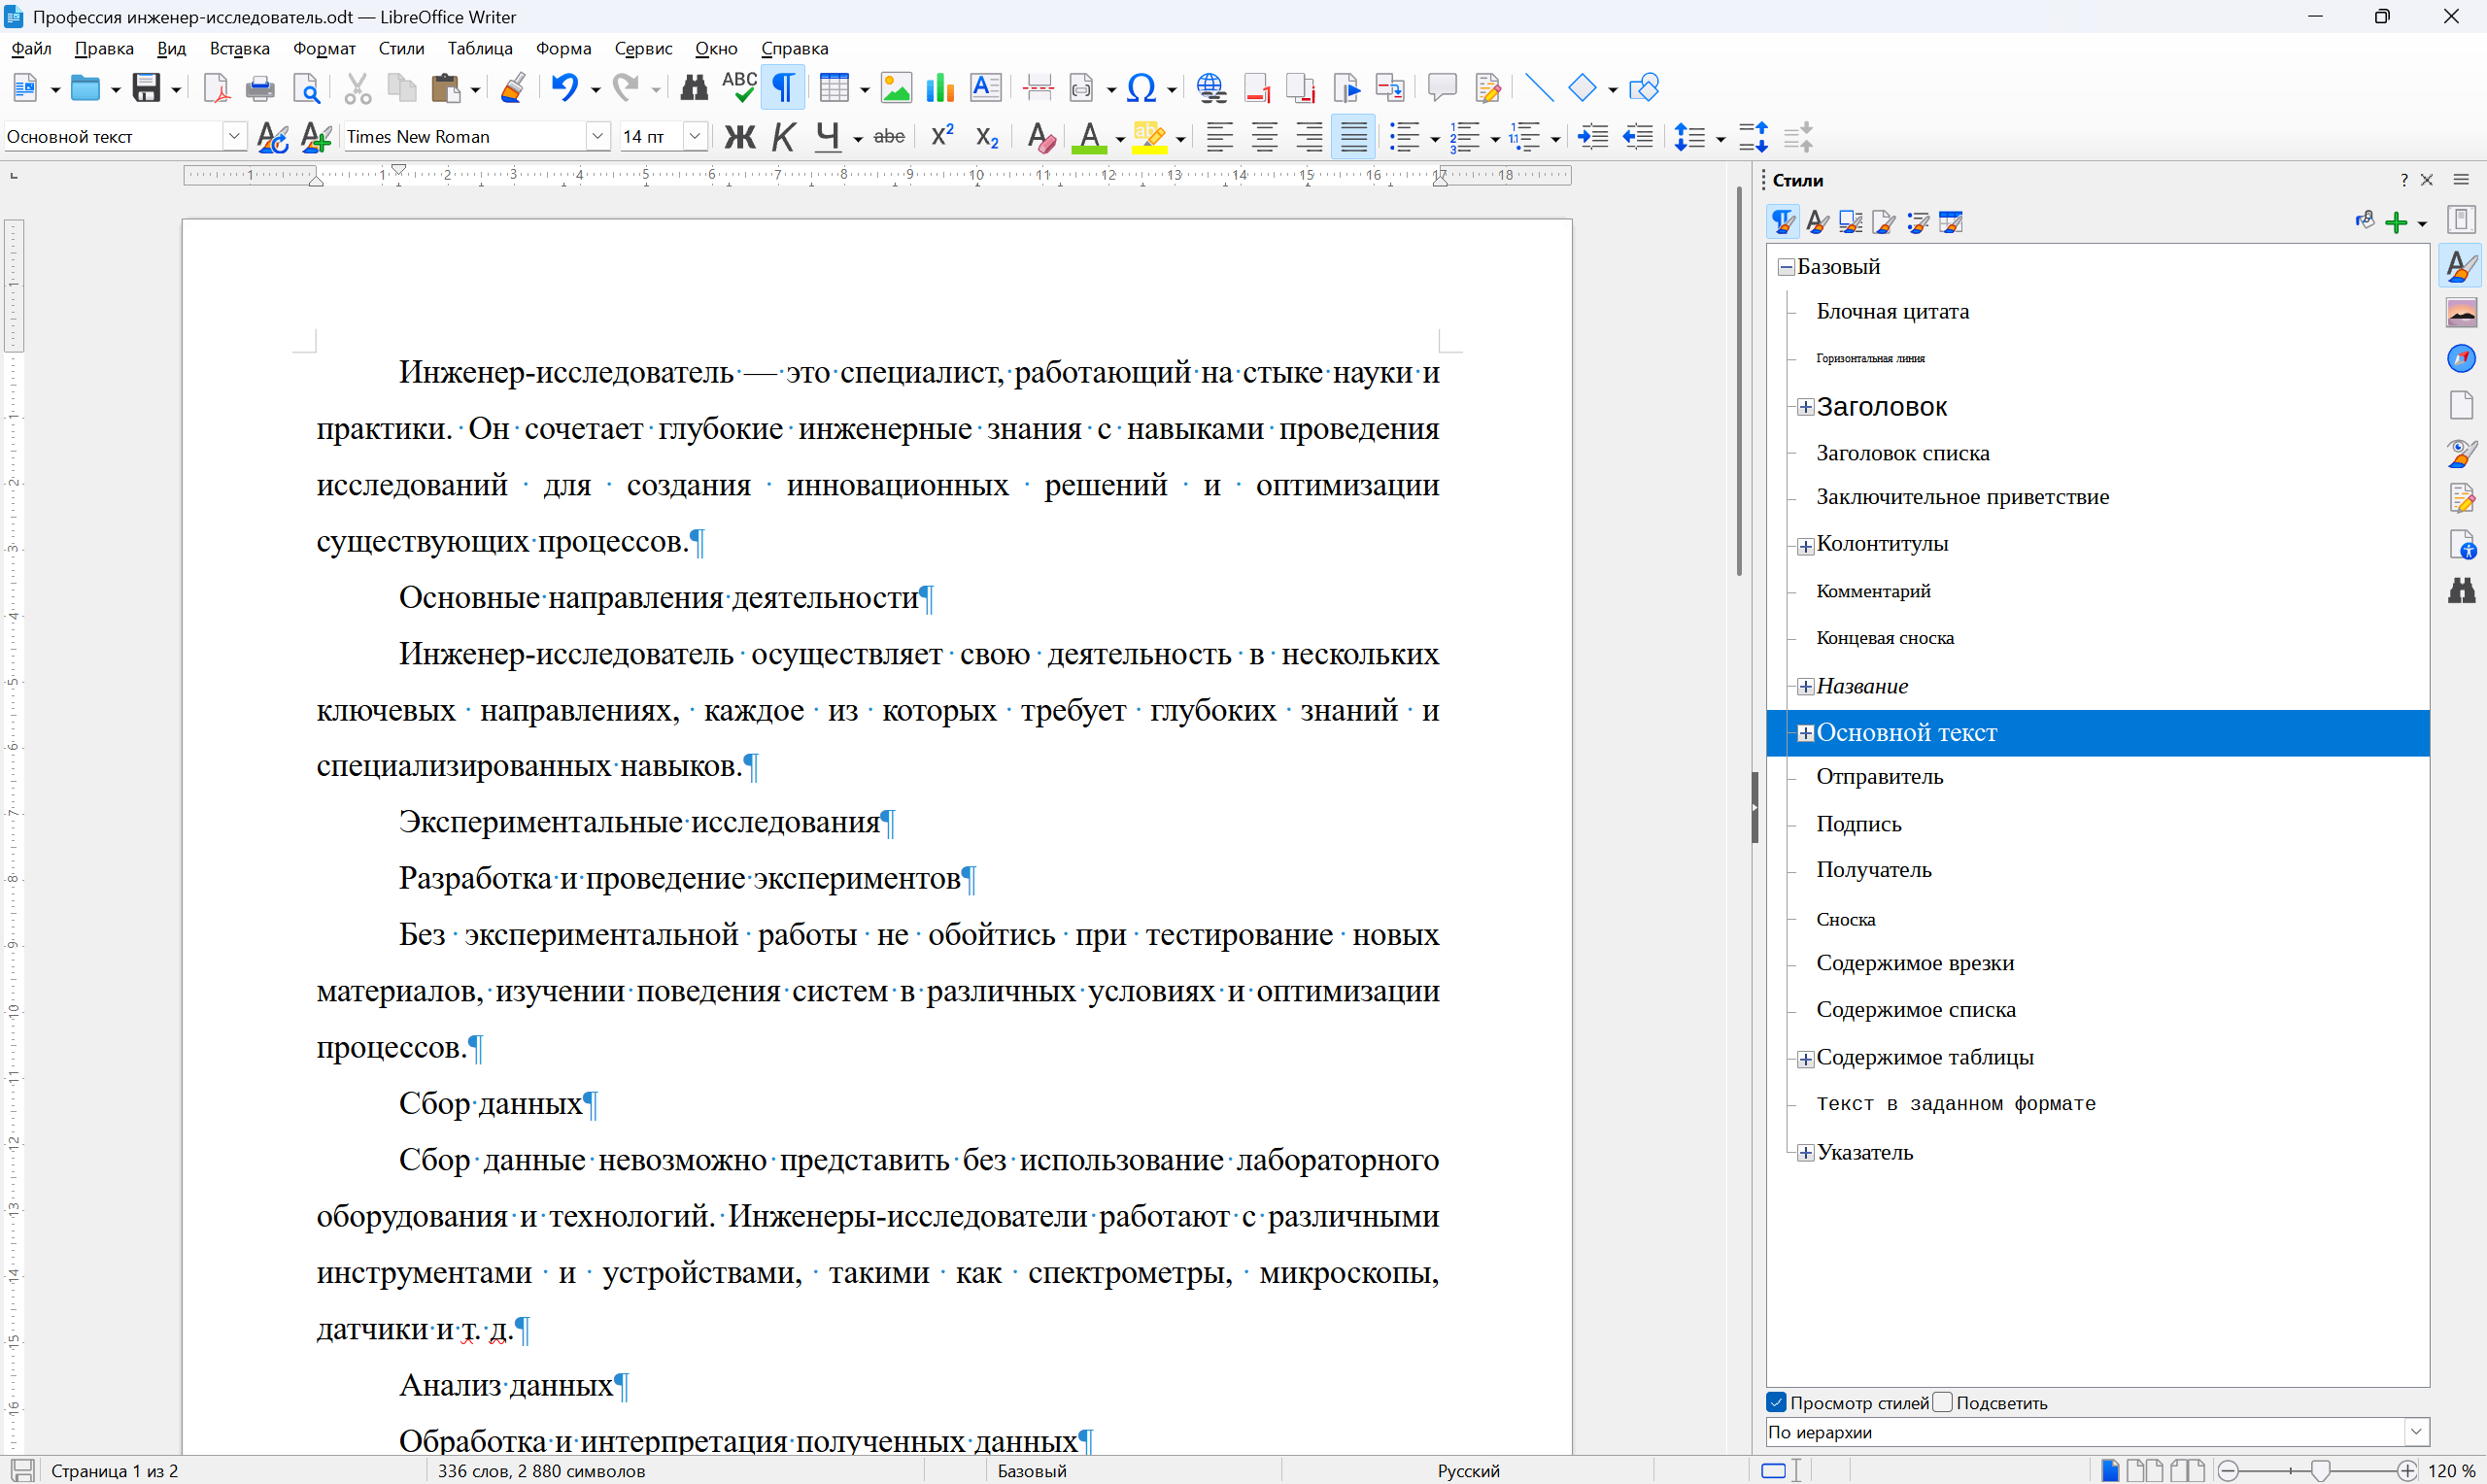 Профессия инженер-исследователь.odt — LibreOffice Writer
Файл Правка Вид Вставка Формат Стили Таблица Форма Сервис Окно Справка
Основной текст Times New Roman 14 пт
Инженер-исследователь — это специалист, работающий на стыке науки и
практики. Он сочетает глубокие инженерные знания с навыками проведения
исследований для создания инновационных решений и оптимизации
существующих процессов.¶
Основные направления деятельности¶
Инженер-исследователь осуществляет свою деятельность в нескольких
ключевых направлениях, каждое из которых требует глубоких знаний и
специализированных навыков.¶
Экспериментальные исследования¶
Разработка и проведение экспериментов¶
Без экспериментальной работы не обойтись при тестирование новых
материалов, изучении поведения систем в различных условиях и оптимизации
процессов.¶
Сбор данных¶
Сбор данные невозможно представить без использование лабораторного
оборудования и технологий. Инженеры-исследователи работают с различными
инструментами и устройствами, такими как спектрометры, микроскопы,
датчики и т. д.¶
Анализ данных¶
Обработка и интерпретация полученных данных¶
Стили
Базовый
Блочная цитата
Горизонтальная линия
Заголовок
Заголовок списка
Заключительное приветствие
Колонтитулы
Комментарий
Концевая сноска
Название
Основной текст
Отправитель
Подпись
Получатель
Сноска
Содержимое врезки
Содержимое списка
Содержимое таблицы
Текст в заданном формате
Указатель
Просмотр стилей Подсветить
По иерархии
Страница 1 из 2 336 слов, 2 880 символов Базовый Русский 120 %